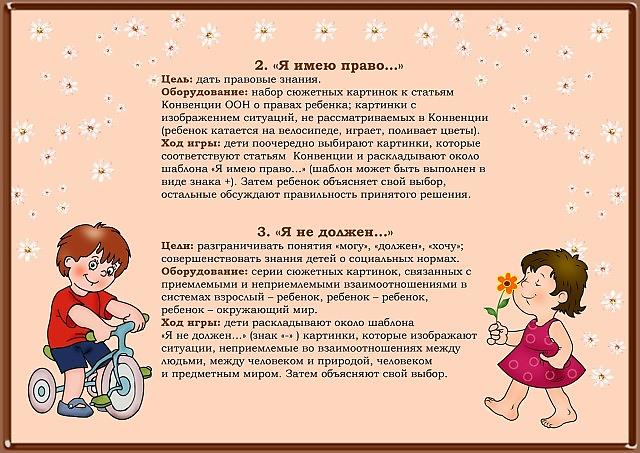 2. «Я имею право...»
Цель: дать правовые знания.
Оборудование: набор сюжетных картинок к статьям
Конвенции ООН о правах ребенка; картинки с
изображением ситуаций, не рассматриваемых в Конвенции
(ребенок катается на велосипеде, играет, поливает цветы).
Ход игры: дети поочередно выбирают картинки, которые
соответствуют статьям Конвенции и раскладывают около
шаблона «Я имею право...» (шаблон может быть выполнен в
виде знака +). Затем ребенок объясняет свой выбор,
остальные обсуждают правильность принятого решения.
3. «Я не должен...»
Цели: разграничивать понятия «могу», «должен», «хочу»;
совершенствовать знания детей о социальных нормах.
Оборудование: серии сюжетных картинок, связанных с
приемлемыми и неприемлемыми взаимоотношениями в
системах взрослый – ребенок, ребенок – ребенок,
ребенок – окружающий мир.
Ход игры: дети раскладывают около шаблона
«Я не должен...» (знак «-» ) картинки, которые изображают
ситуации, неприемлемые во взаимоотношениях между
людьми, между человеком и природой, человеком
и предметным миром. Затем объясняют свой выбор.